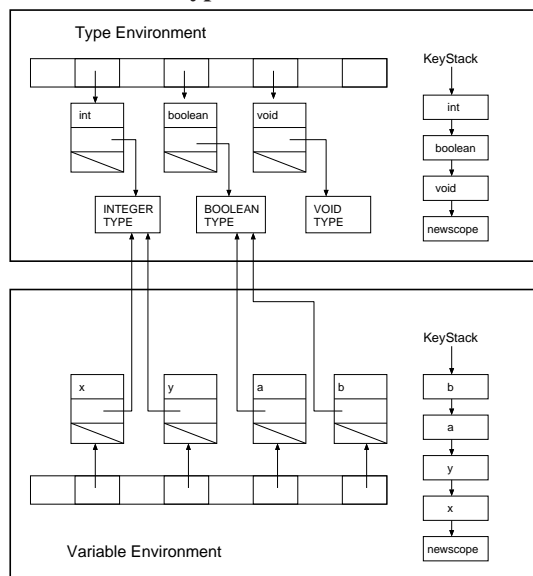 Type Environment
KeyStack
int
boolean
void
int
boolean
void
newscope
INTEGER
TYPE
BOOLEAN
TYPE
VOID
TYPE
KeyStack
x
y
a
b
b
a
y
x
newscope
Variable Environment